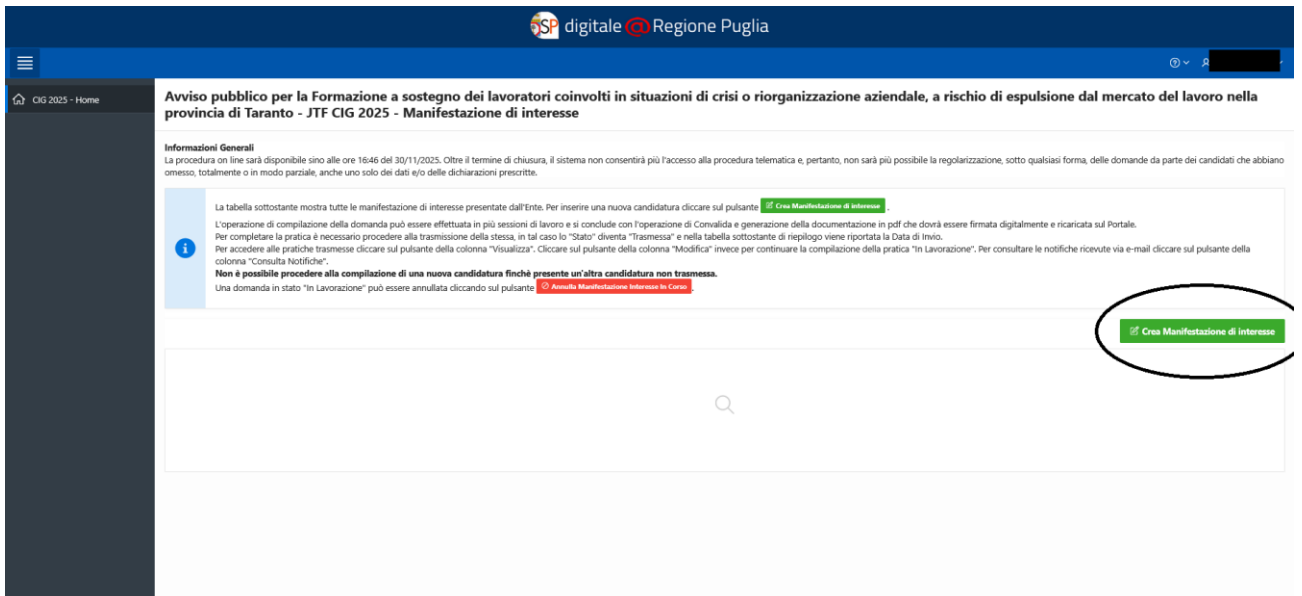 OSP digitale@Regione Puglia
CIG 2025 - Home
Avviso pubblico per la Formazione a sostegno dei lavoratori coinvolti in situazioni di crisi o riorganizzazione aziendale, a rischio di espulsione dal mercato del lavoro nella
provincia di Taranto - JTF CIG 2025 - Manifestazione di interesse
Informazioni Generali
La procedura on line sarà disponibile sino alle ore 16:46 del 30/11/2025. Oltre il termine di chiusura, il sistema non consentirà più l'accesso alla procedura telematica e, pertanto, non sarà più possibile la regolarizzazione, sotto qualsiasi forma, delle domande da parte dei candidati che abbiano
omesso, totalmente o in modo parziale, anche uno solo dei dati e/o delle dichiarazioni prescritte.
La tabella sottostante mostra tutte le manifestazione di interesse presentate dall'Ente. Per inserire una nuova candidatura cliccare sul pulsante Crea Manifestazione di interesse .
L'operazione di compilazione della domanda può essere effettuata in più sessioni di lavoro e si conclude con l'operazione di Convalida e generazione della documentazione in pdf che dovrà essere firmata digitalmente e ricaricata sul Portale.
Per completare la pratica è necessario procedere alla trasmissione della stessa, in tal caso lo "Stato" diventa "Trasmessa" e nella tabella sottostante di riepilogo viene riportata la Data di Invio.
Per accedere alle pratiche trasmesse cliccare sul pulsante della colonna "Visualizza". Cliccare sul pulsante della colonna "Modifica" invece per continuare la compilazione della pratica "In Lavorazione". Per consultare le notifiche ricevute via e-mail cliccare sul pulsante della
colonna "Consulta Notifiche".
Non è possibile procedere alla compilazione di una nuova candidatura finchè presente un'altra candidatura non trasmessa.
Una domanda in stato "In Lavorazione" può essere annullata cliccando sul pulsante Annulla Manifestazione Interesse In Corso .
Crea Manifestazione di interesse